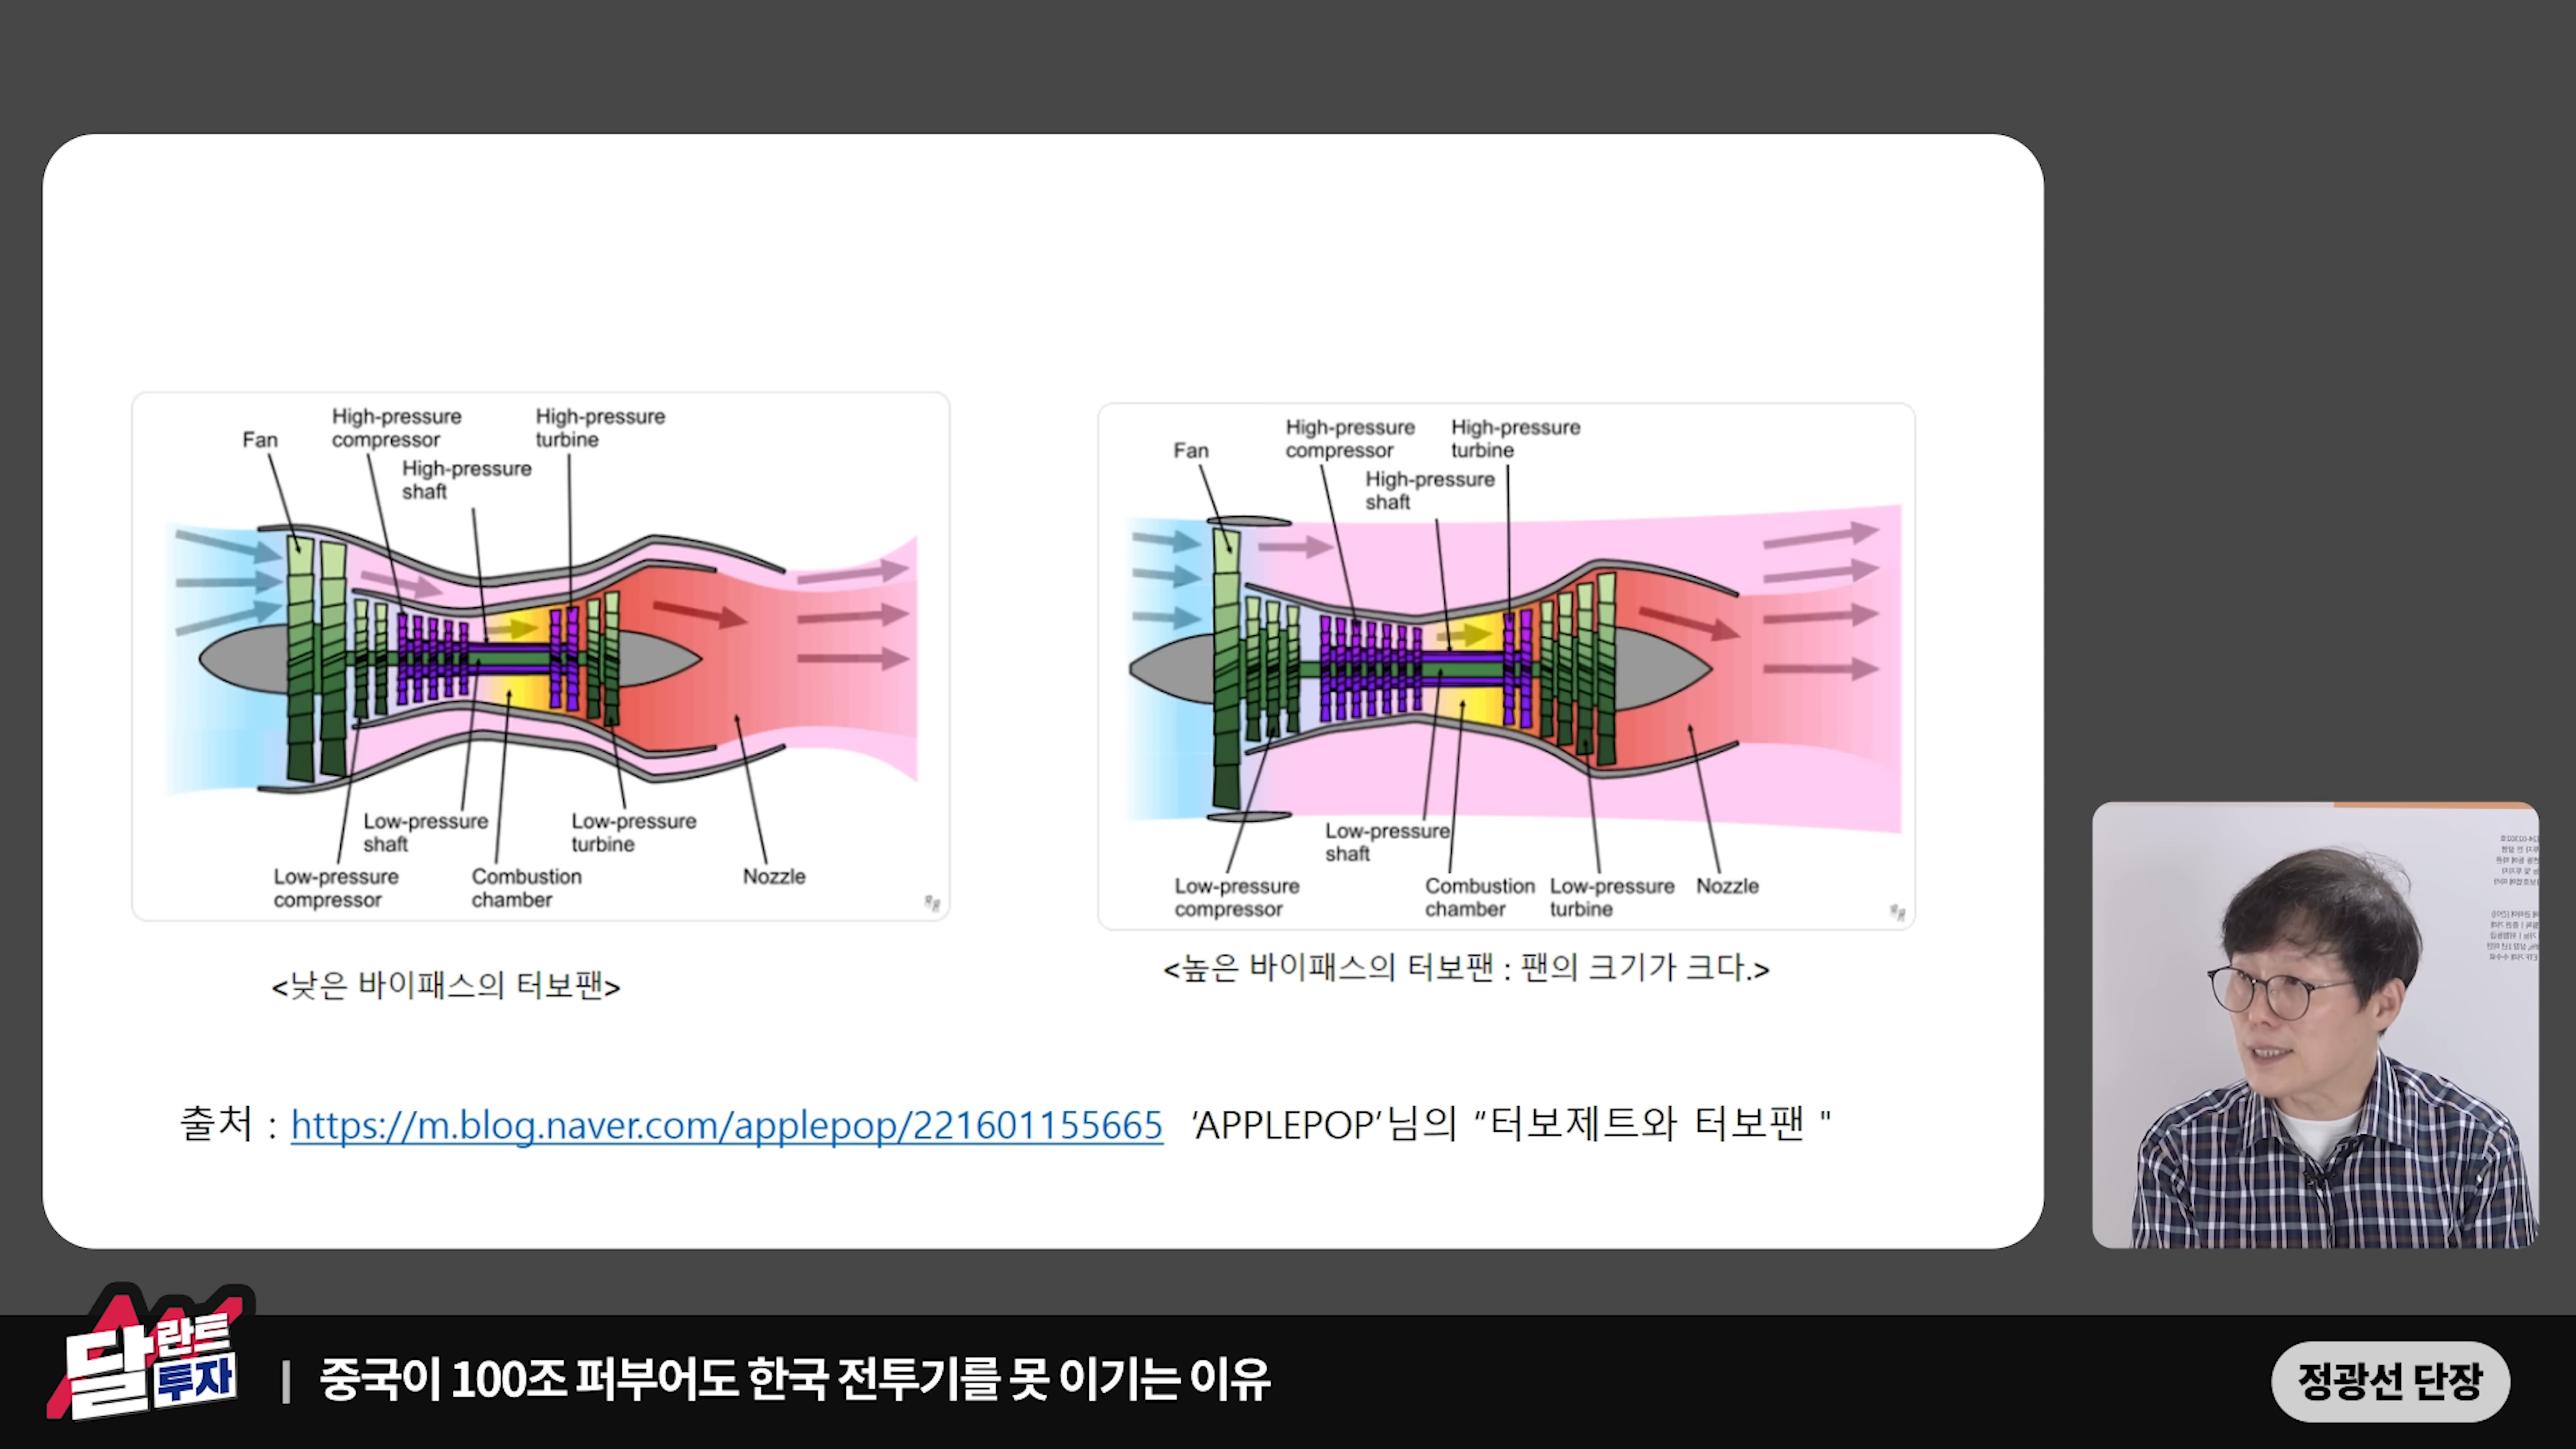 Fan
High-pressure
compressor
High-pressure
shaft
High-pressure
turbine
Low-pressure
compressor
Low-pressure
shaft
Combustion
chamber
Low-pressure
turbine
Nozzle
<낮은 바이패스의 터보팬>
Fan
High-pressure
compressor
High-pressure
shaft
High-pressure
turbine
Low-pressure
compressor
Low-pressure
shaft
Combustion
chamber
Low-pressure
turbine
Nozzle
<높은 바이패스의 터보팬 : 팬의 크기가 크다.>
출처 : https://m.blog.naver.com/applepop/221601155665 ‘APPLEPOP’님의 “터보제트와 터보팬 "
달란트
투자
| 중국이 100조 퍼부어도 한국 전투기를 못 이기는 이유
정광선 단장